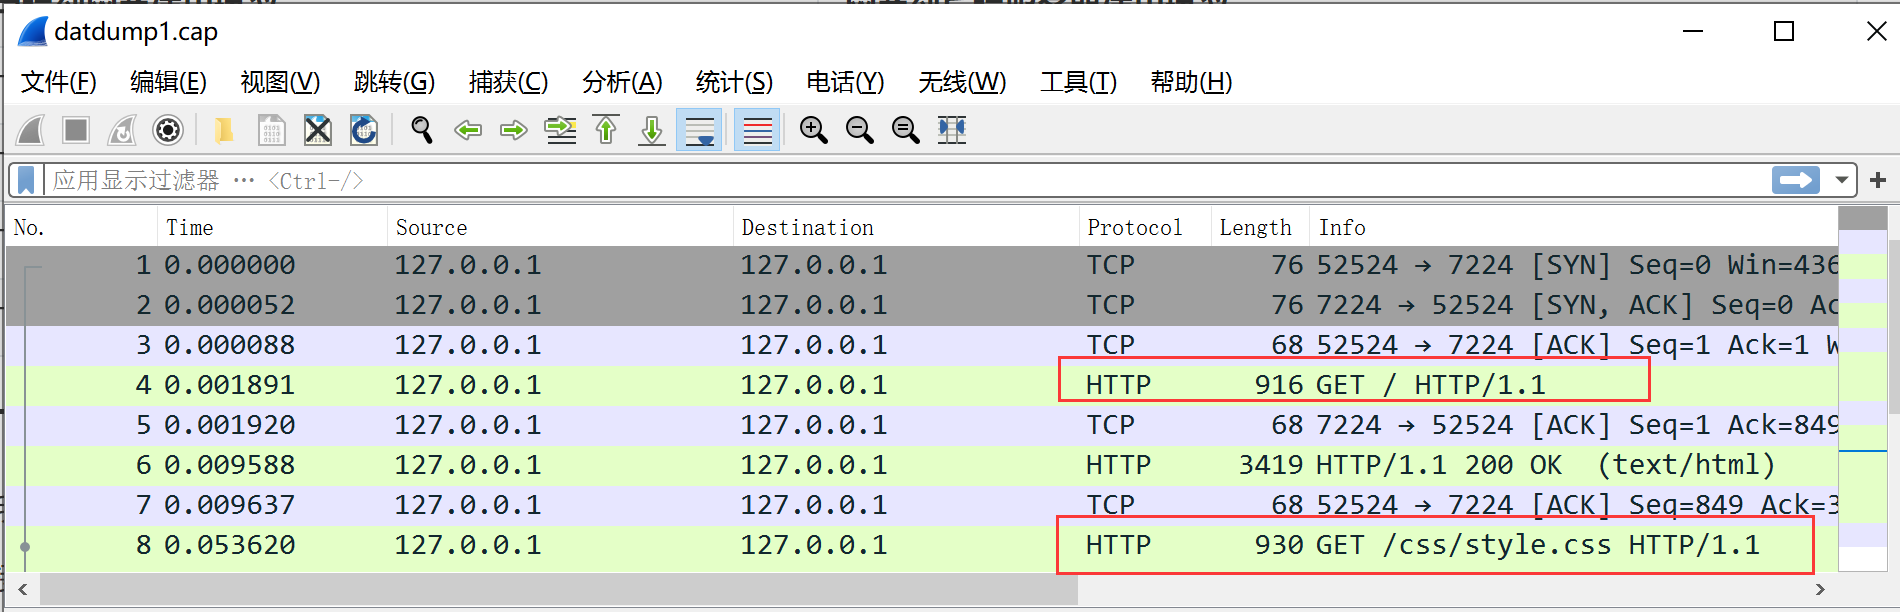 datdump1.cap
文件(F) 编辑(E) 视图(V) 跳转(G) 捕获(C) 分析(A) 统计(S) 电话(Y) 无线(W) 工具(T) 帮助(H)
应用显示过滤器 … <Ctrl-/>
No. Time Source Destination Protocol Length Info
1 0.000000 127.0.0.1 127.0.0.1 TCP 76 52524 → 7224 [SYN] Seq=0 Win=436
2 0.000052 127.0.0.1 127.0.0.1 TCP 76 7224 → 52524 [SYN, ACK] Seq=0 Ac
3 0.000088 127.0.0.1 127.0.0.1 TCP 68 52524 → 7224 [ACK] Seq=1 Ack=1 W
4 0.001891 127.0.0.1 127.0.0.1 HTTP 916 GET / HTTP/1.1
5 0.001920 127.0.0.1 127.0.0.1 TCP 68 7224 → 52524 [ACK] Seq=1 Ack=849
6 0.009588 127.0.0.1 127.0.0.1 HTTP 3419 HTTP/1.1 200 OK (text/html)
7 0.009637 127.0.0.1 127.0.0.1 TCP 68 52524 → 7224 [ACK] Seq=849 Ack=3
8 0.053620 127.0.0.1 127.0.0.1 HTTP 930 GET /css/style.css HTTP/1.1